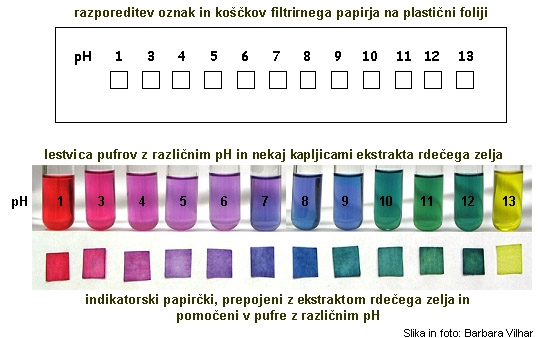 razporeditev oznak in koščkov filtrirnega papirja na plastični foliji
pH 1 3 4 5 6 7 8 9 10 11 12 13
lestvica pufrov z različnim pH in nekaj kapljicami ekstrakta rdečega zelja
pH 1 3 4 5 6 7 8 9 10 11 12 13
indikatorski papirčki, prepojeni z ekstraktom rdečega zelja in
pomočeni v pufre z različnim pH
Slika in foto: Barbara Vilhar